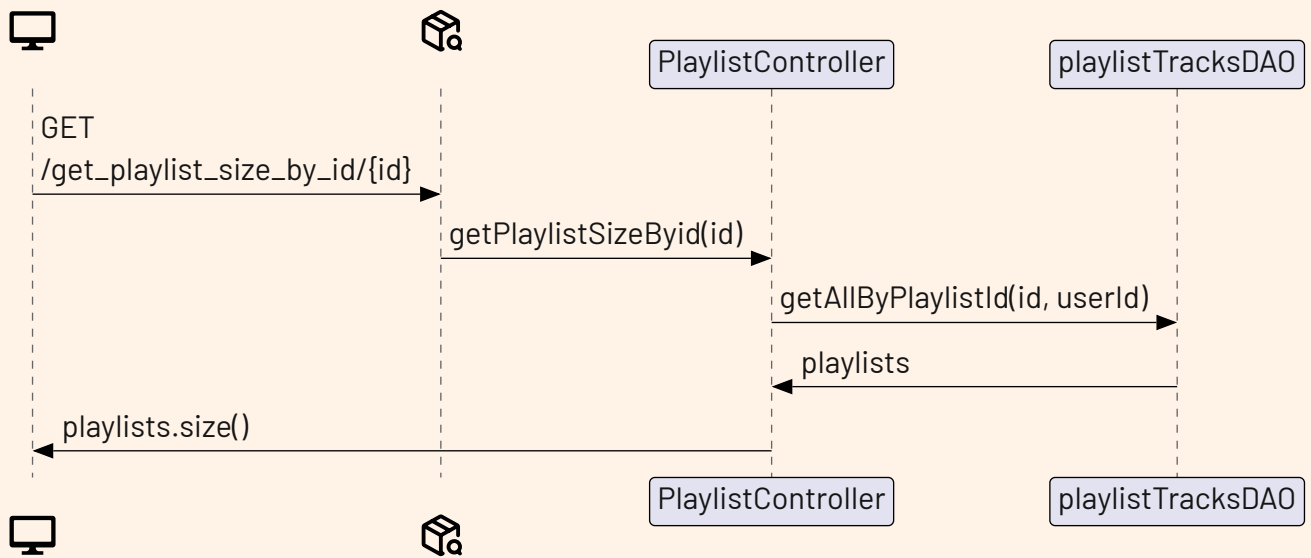 PlaylistController
playlistTracksDAO
GET
/get_playlist_size_by_id/{id}
getPlaylistSizeByid(id)
getAllByPlaylistId(id, userId)
playlists
playlists.size()
PlaylistController
playlistTracksDAO